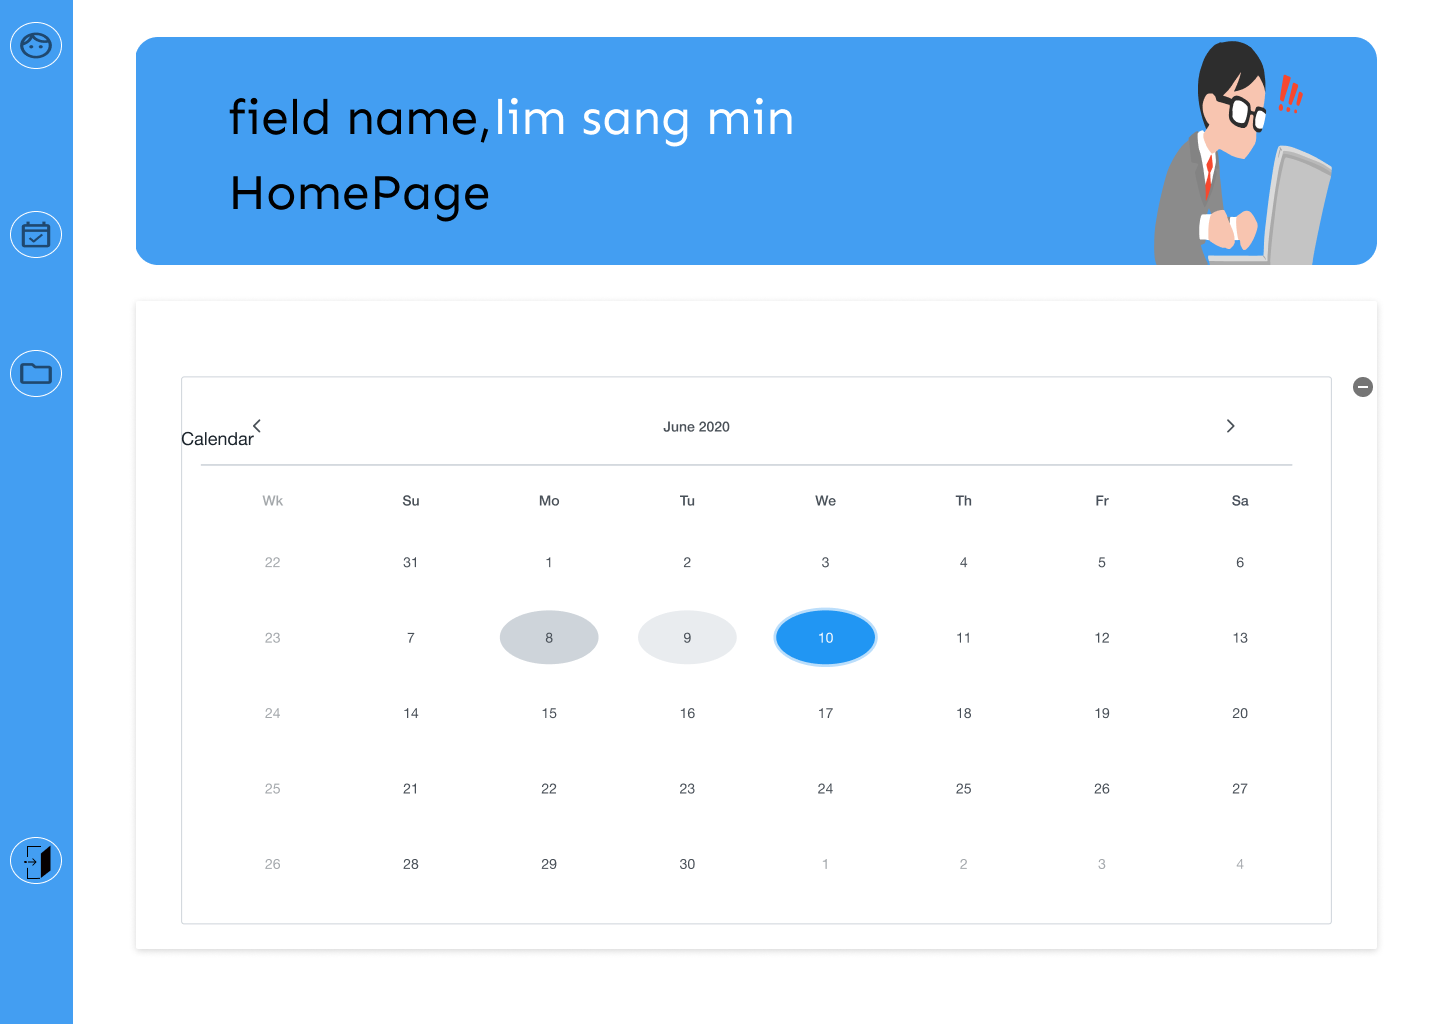 field name, lim sang min
HomePage
June 2020
Calendar
Wk Su Mo Tu We Th Fr Sa
22 31 1 2 3 4 5 6
23 7 8 9 10 11 12 13
24 14 15 16 17 18 19 20
25 21 22 23 24 25 26 27
26 28 29 30 1 2 3 4